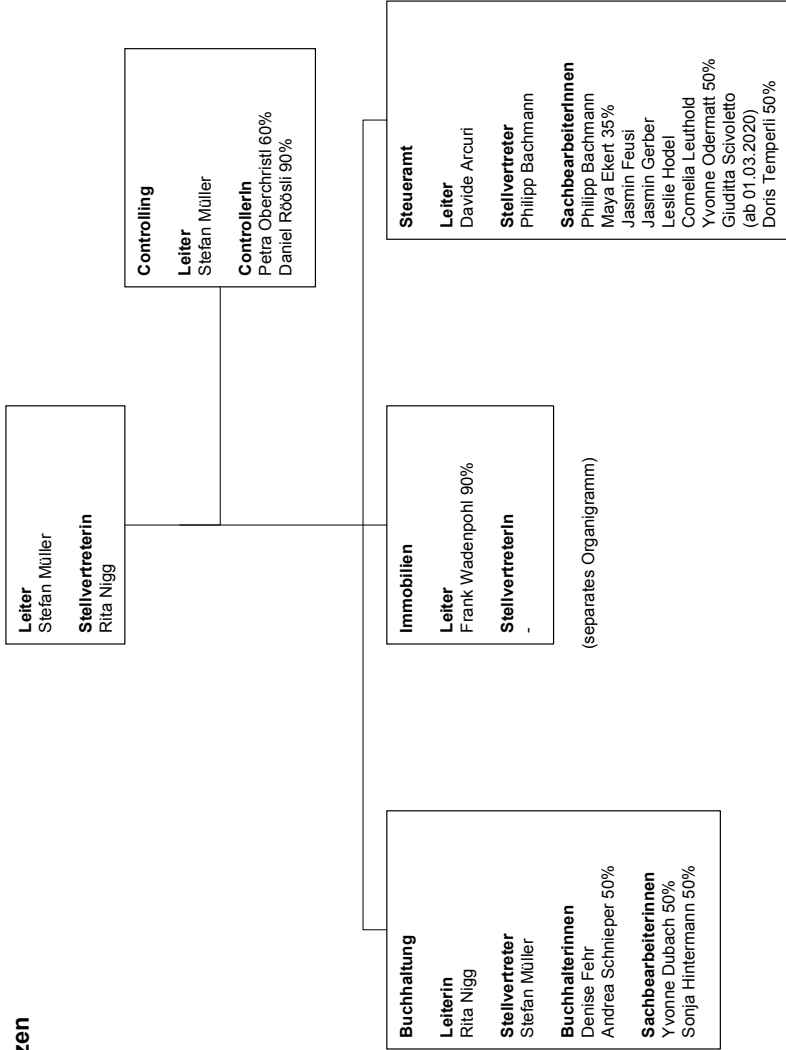 zen
Leiter
Stefan Müller
Stellvertreterin
Rita Nigg
Controlling
Leiter
Stefan Müller
ControllerIn
Petra Oberchristl 60%
Daniel Röösli 90%
Buchhaltung
Leiterin
Rita Nigg
Stellvertreter
Stefan Müller
Buchhalterinnen
Denise Fehr
Andrea Schnieper 50%
Sachbearbeiterinnen
Yvonne Dubach 50%
Sonja Hintermann 50%
Immobilien
Leiter
Frank Wadenpohl 90%
StellvertreterIn
-
(separates Organigramm)
Steueramt
Leiter
Davide Arcuri
Stellvertreter
Philipp Bachmann
SachbearbeiterInnen
Philipp Bachmann
Maya Ekert 35%
Jasmin Feusi
Jasmin Gerber
Leslie Hodel
Cornelia Leuthold
Yvonne Odermatt 50%
Giuditta Scivoletto
(ab 01.03.2020)
Doris Temperli 50%